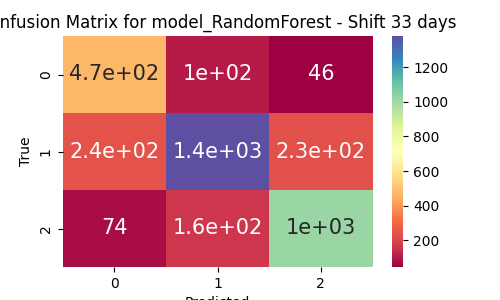 nfusion Matrix for model_RandomForest - Shift 33 days
0 4.7e+02 1e+02 46
1 2.4e+02 1.4e+03 2.3e+02
2 74 1.6e+02 1e+03
0 1 2
True
Predicted
1200
1000
800
600
400
200